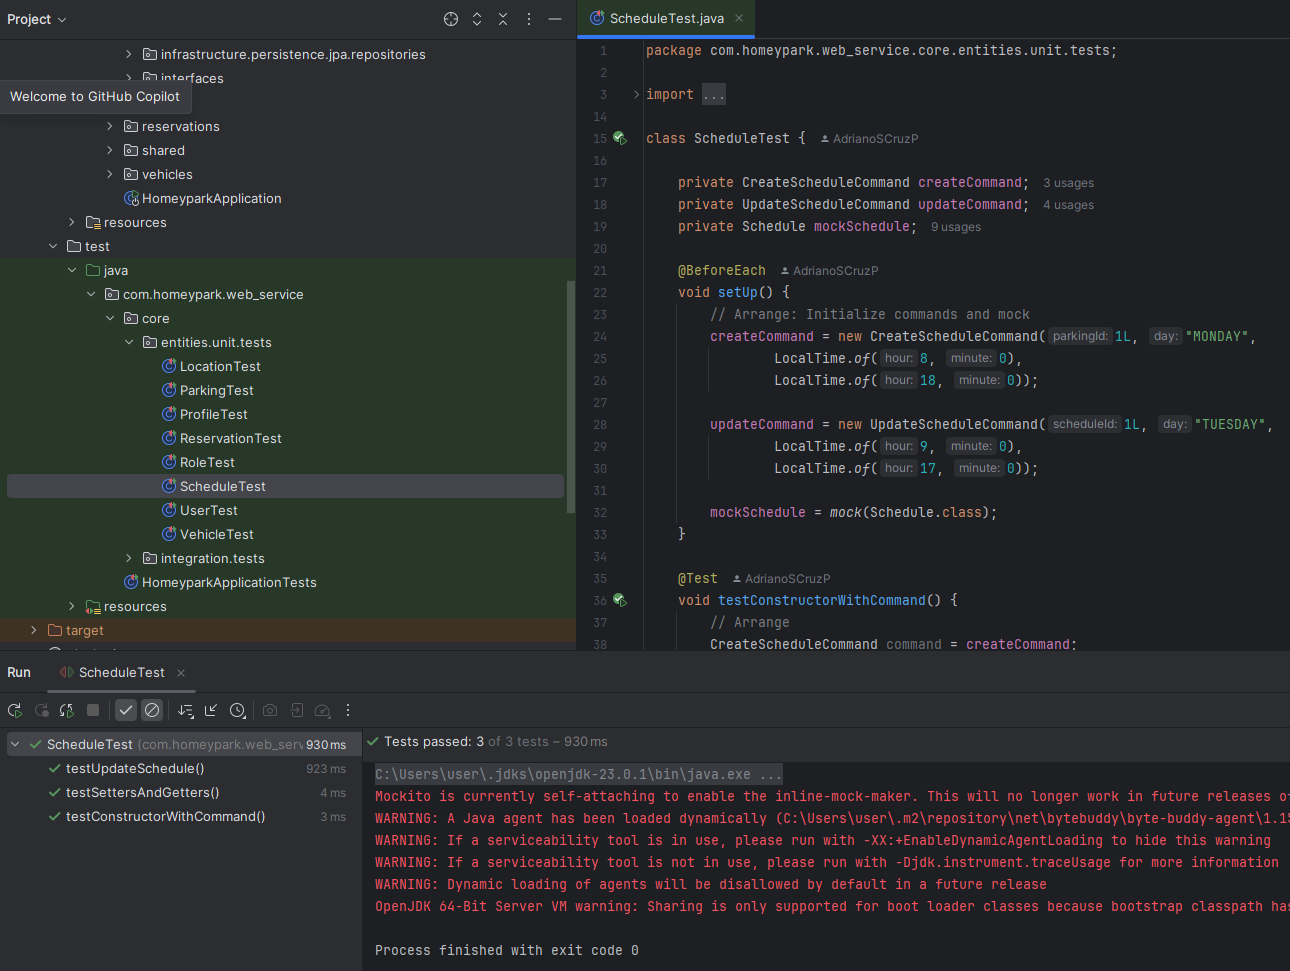 Project
infrastructure.persistence.jpa.repositories
interfaces
Welcome to GitHub Copilot
reservations
shared
vehicles
HomeyparkApplication
resources
test
java
com.homeypark.web_service
core
entities.unit.tests
LocationTest
ParkingTest
ProfileTest
ReservationTest
RoleTest
ScheduleTest
UserTest
VehicleTest
integration.tests
HomeyparkApplicationTests
resources
target
ScheduleTest.java
1 package com.homeypark.web_service.core.entities.unit.tests;
2
3 import ...
14
15 class ScheduleTest { AdrianoSCruzP
16
17 private CreateScheduleCommand createCommand; 3 usages
18 private UpdateScheduleCommand updateCommand; 4 usages
19 private Schedule mockSchedule; 9 usages
20
21 @BeforeEach AdrianoSCruzP
22 void setUp() {
23 // Arrange: Initialize commands and mock
24 createCommand = new CreateScheduleCommand( parkingId: 1L, day: "MONDAY",
25 LocalTime.of( hour: 8, minute: 0),
26 LocalTime.of( hour: 18, minute: 0));
27
28 updateCommand = new UpdateScheduleCommand( scheduleId: 1L, day: "TUESDAY",
29 LocalTime.of( hour: 9, minute: 0),
30 LocalTime.of( hour: 17, minute: 0));
31
32 mockSchedule = mock(Schedule.class);
33 }
34
35 @Test AdrianoSCruzP
36 void testConstructorWithCommand() {
37 // Arrange
38 CreateScheduleCommand command = createCommand;
Run ScheduleTest
ScheduleTest (com.homeypark.web_serv 930 ms
testUpdateSchedule() 923 ms
testSettersAndGetters() 4 ms
testConstructorWithCommand() 3 ms
Tests passed: 3 of 3 tests – 930 ms
C:\Users\user\.jdks\openjdk-23.0.1\bin\java.exe ...
Mockito is currently self-attaching to enable the inline-mock-maker. This will no longer work in future releases of
WARNING: A Java agent has been loaded dynamically (C:\Users\user\.m2\repository\net\bytebuddy\byte-buddy-agent\1.15
WARNING: If a serviceability tool is in use, please run with -XX:+EnableDynamicAgentLoading to hide this warning
WARNING: If a serviceability tool is not in use, please run with -Djdk.instrument.traceUsage for more information
WARNING: Dynamic loading of agents will be disallowed by default in a future release
OpenJDK 64-Bit Server VM warning: Sharing is only supported for boot loader classes because bootstrap classpath has
Process finished with exit code 0